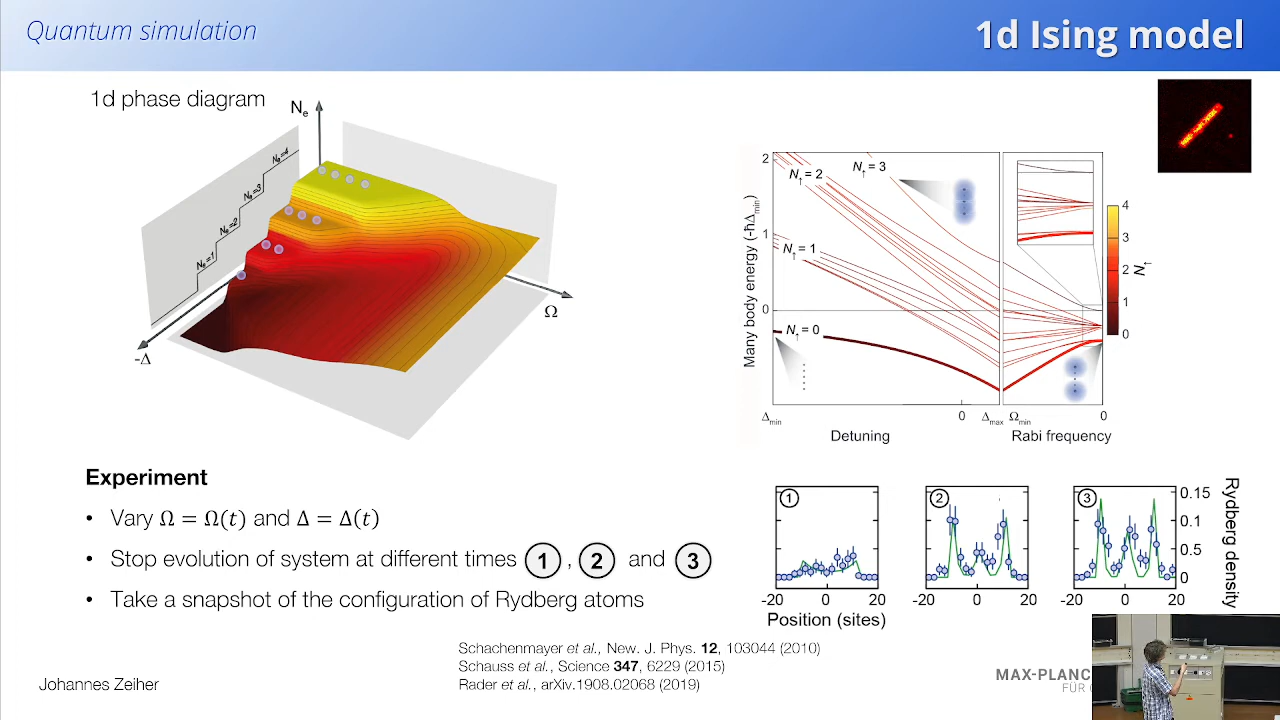 Quantum simulation
1d Ising model
1d phase diagram
Nₑ
Nₑ=4
Nₑ=3
Nₑ=2
Nₑ=1
Ω
-Δ
Many body energy (-ħΔmin)
2
1
0
N↑ = 3
N↑ = 2
N↑ = 1
N↑ = 0
Δmin
0
Δmax
Ωmin
0
Detuning
Rabi frequency
4
3
2
1
0
N↑
Experiment
• Vary Ω = Ω(t) and Δ = Δ(t)
• Stop evolution of system at different times 1 , 2 and 3
• Take a snapshot of the configuration of Rydberg atoms
1
2
3
0.15
0.1
0.5
0
Rydberg density
-20 0 20
-20 0 20
-20 0 20
Position (sites)
Schachenmayer et al., New. J. Phys. 12, 103044 (2010)
Schauss et al., Science 347, 6229 (2015)
Rader et al., arXiv.1908.02068 (2019)
Johannes Zeiher
MAX-PLANC
FÜR